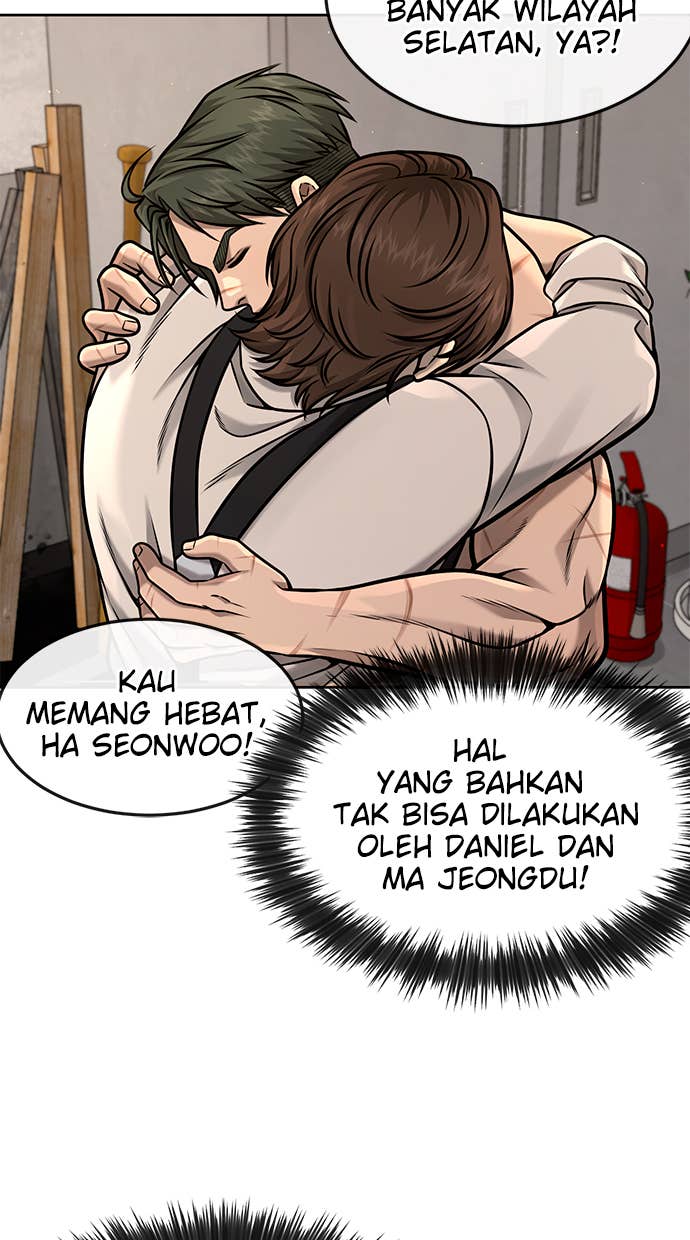 BANYAK WILAYAH
SELATAN, YA?!
KAU
MEMANG HEBAT,
HA SEONWOO!
HAL
YANG BAHKAN
TAK BISA DILAKUKAN
OLEH DANIEL DAN
MA JEONGDU!